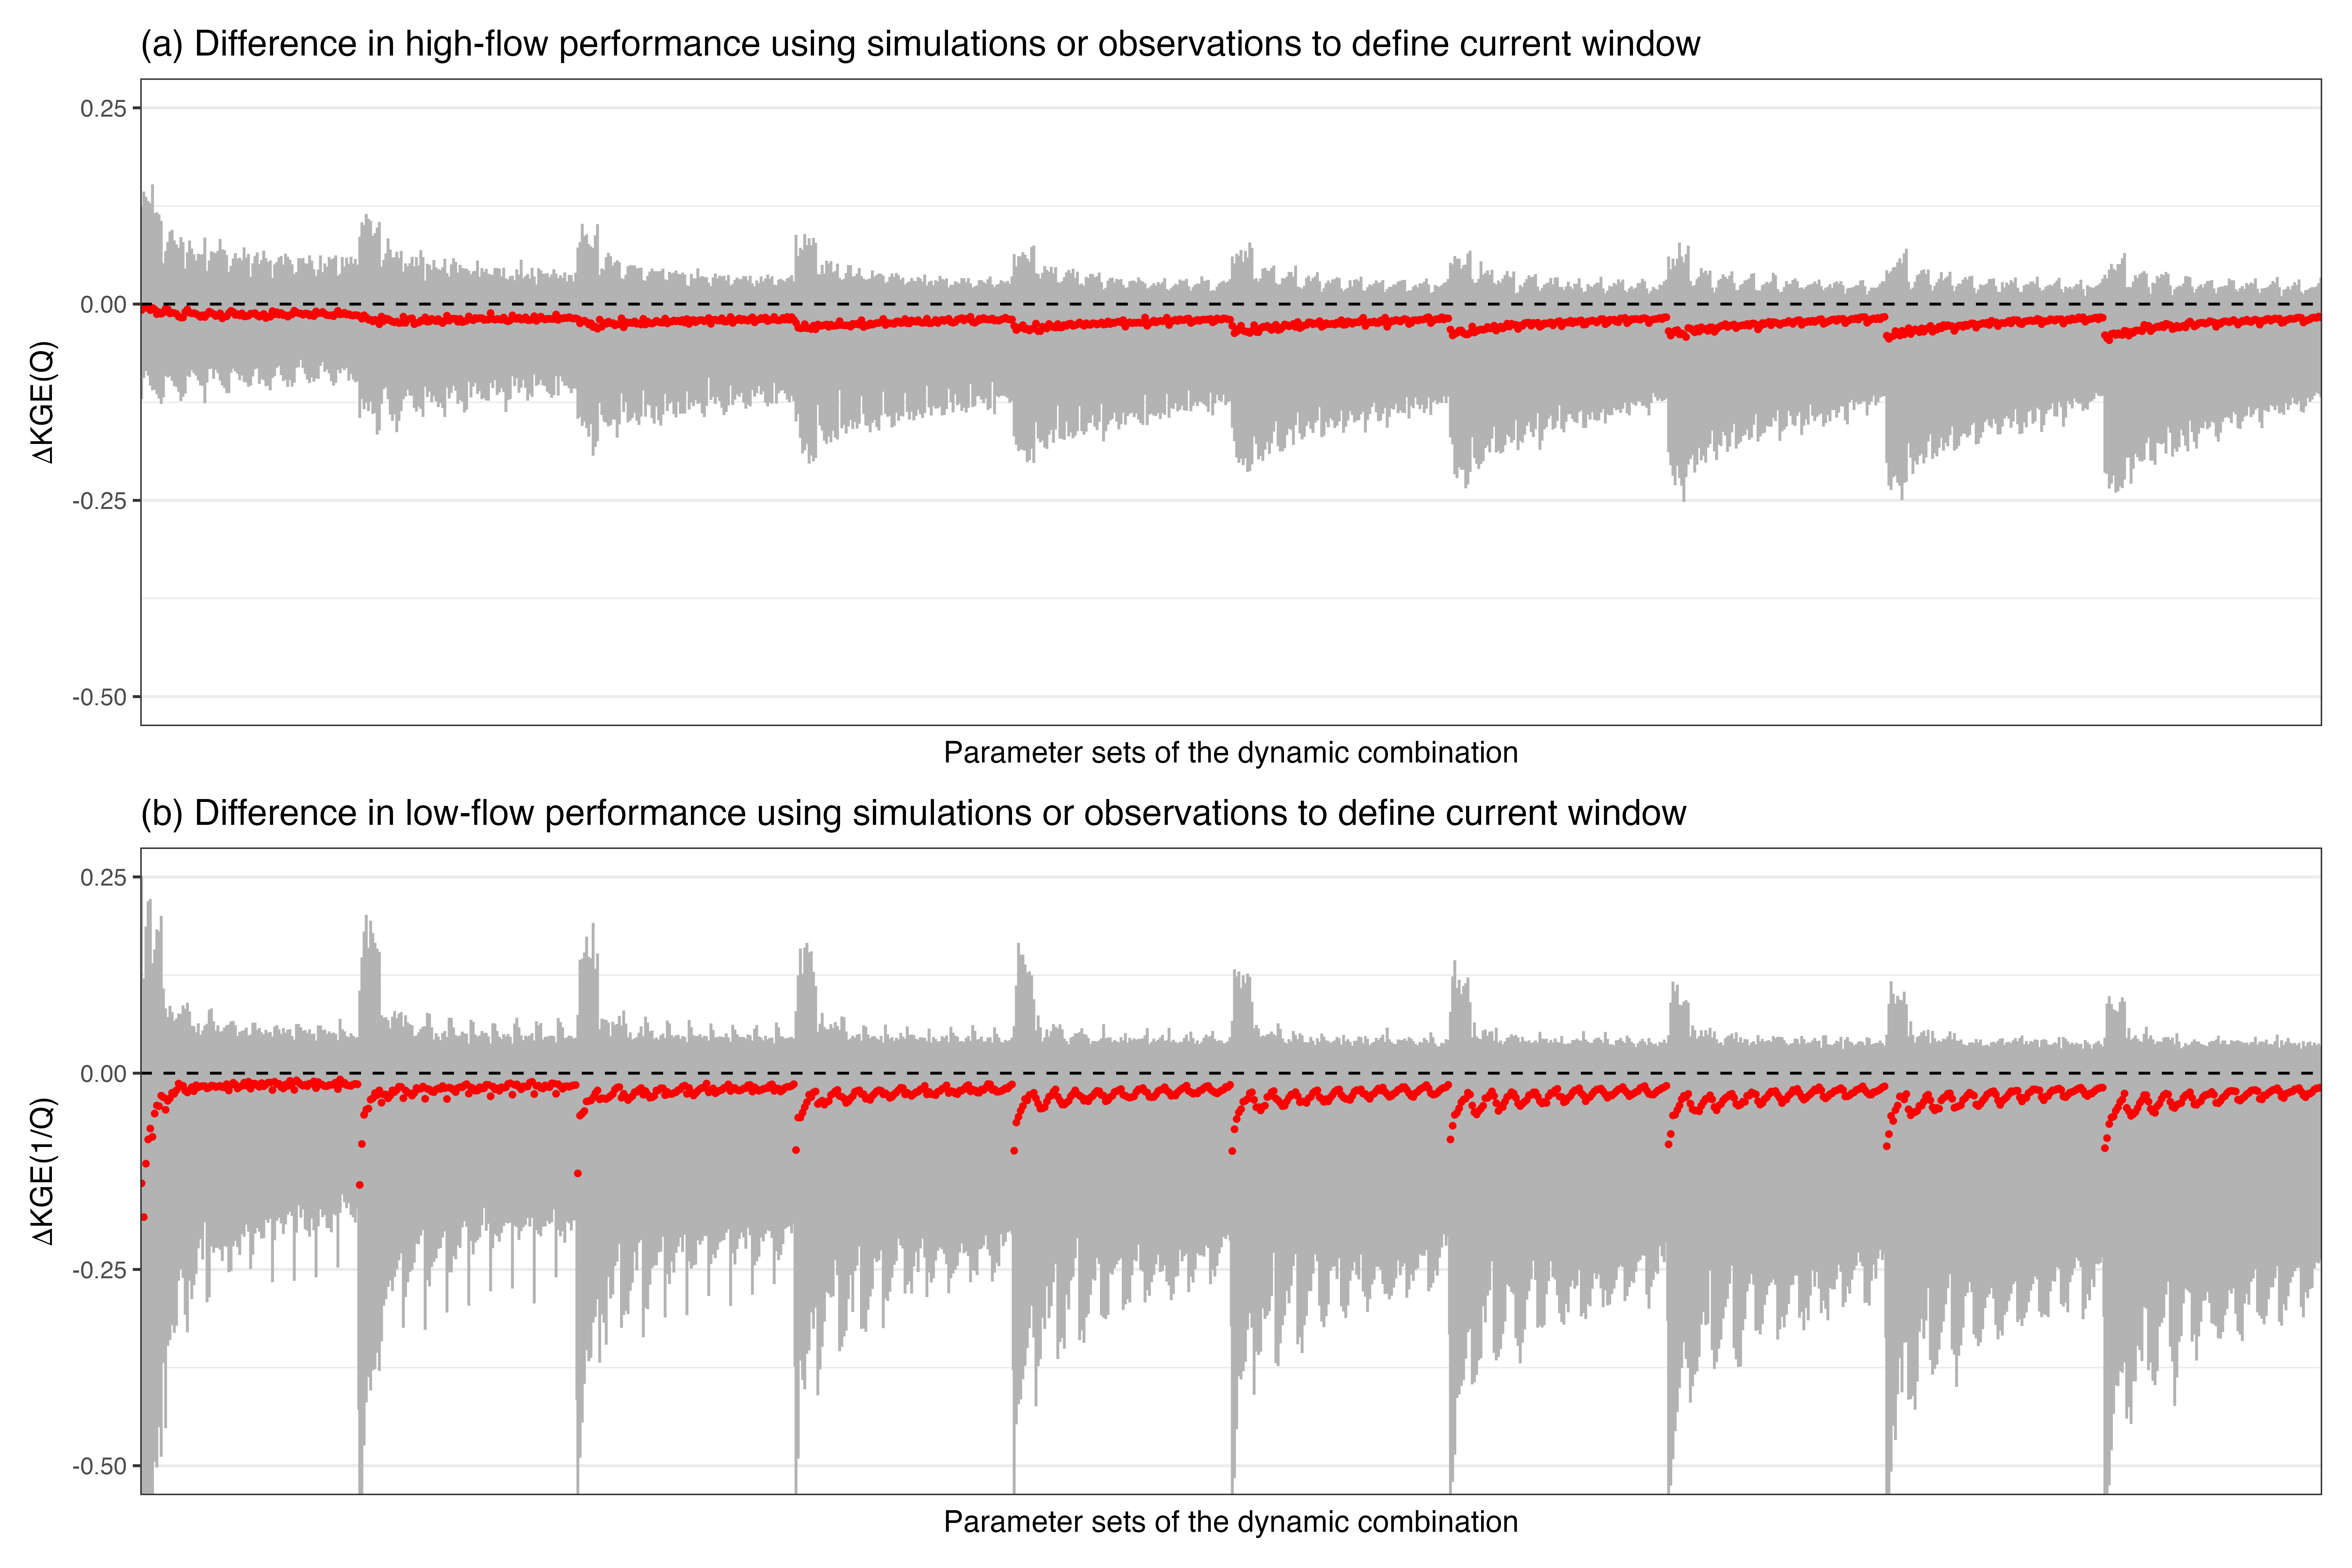 (a) Difference in high-flow performance using simulations or observations to define current window
0.25
0.00
-0.25
-0.50
ΔKGE(Q)
Parameter sets of the dynamic combination
(b) Difference in low-flow performance using simulations or observations to define current window
0.25
0.00
-0.25
-0.50
ΔKGE(1/Q)
Parameter sets of the dynamic combination